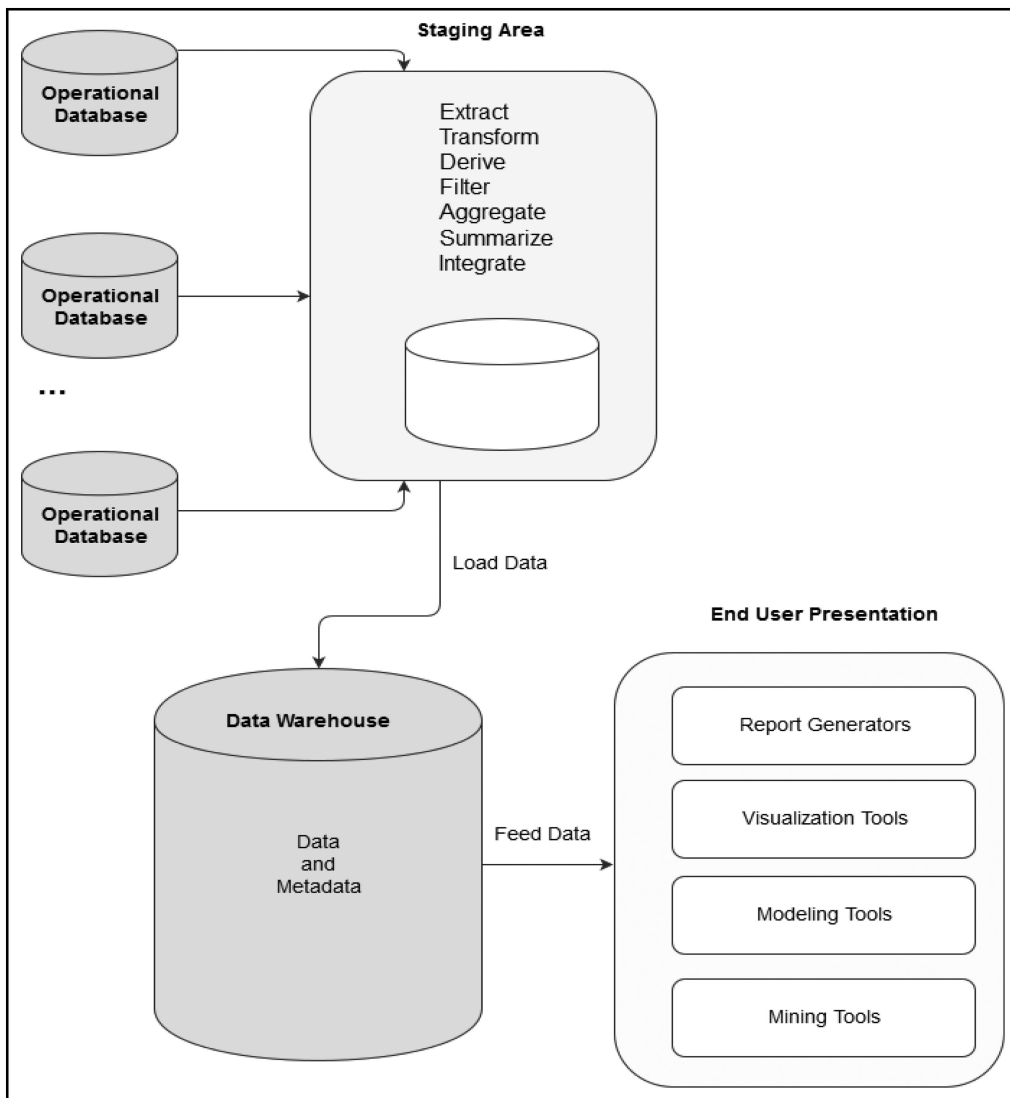 Staging Area
Operational
Database
Extract
Transform
Derive
Filter
Aggregate
Summarize
Integrate
Operational
Database
...
Operational
Database
Load Data
End User Presentation
Data Warehouse
Data
and
Metadata
Feed Data
Report Generators
Visualization Tools
Modeling Tools
Mining Tools